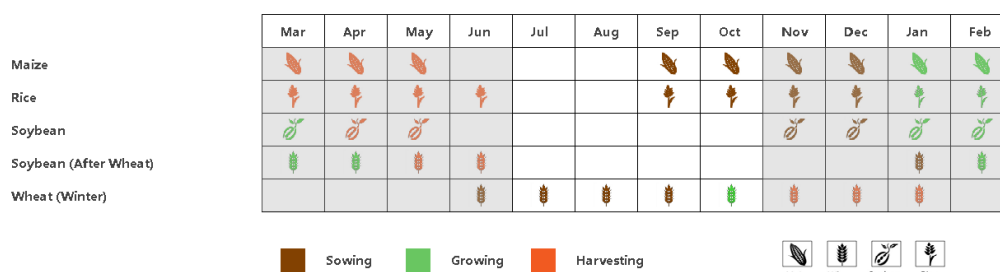 Mar Apr May Jun Jul Aug Sep Oct Nov Dec Jan Feb
Maize
Rice
Soybean
Soybean (After Wheat)
Wheat (Winter)
Sowing Growing Harvesting